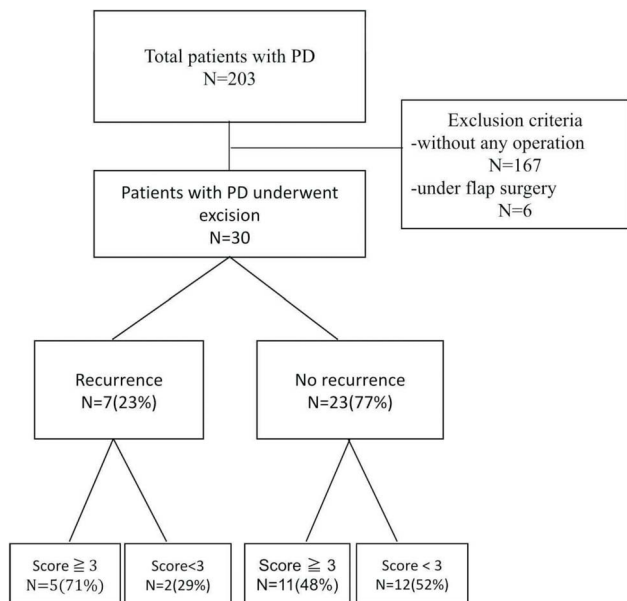 Total patients with PD
N=203
Exclusion criteria
-without any operation
N=167
-under flap surgery
N=6
Patients with PD underwent
excision
N=30
Recurrence
N=7(23%)
No recurrence
N=23(77%)
Score ≧ 3
N=5(71%)
Score<3
N=2(29%)
Score ≧ 3
N=11(48%)
Score < 3
N=12(52%)